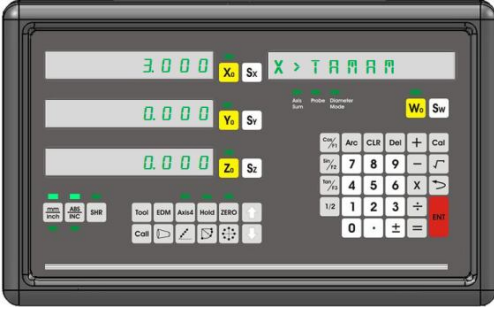 3.000 X₀ Sx X > TAMAM
Axis Sum Probe Diameter Mode
0.000 Y₀ SY W₀ Sw
0.000 Z₀ Sz
Cos/F1 Arc CLR Del + Cal
Sin/F2 7 8 9 - √
Tan/F3 4 5 6 X
1/2 1 2 3 ÷ ENT
0 · ± =
mm inch ABS INC SHR Tool EDM Axis4 Hold ZERO
Call